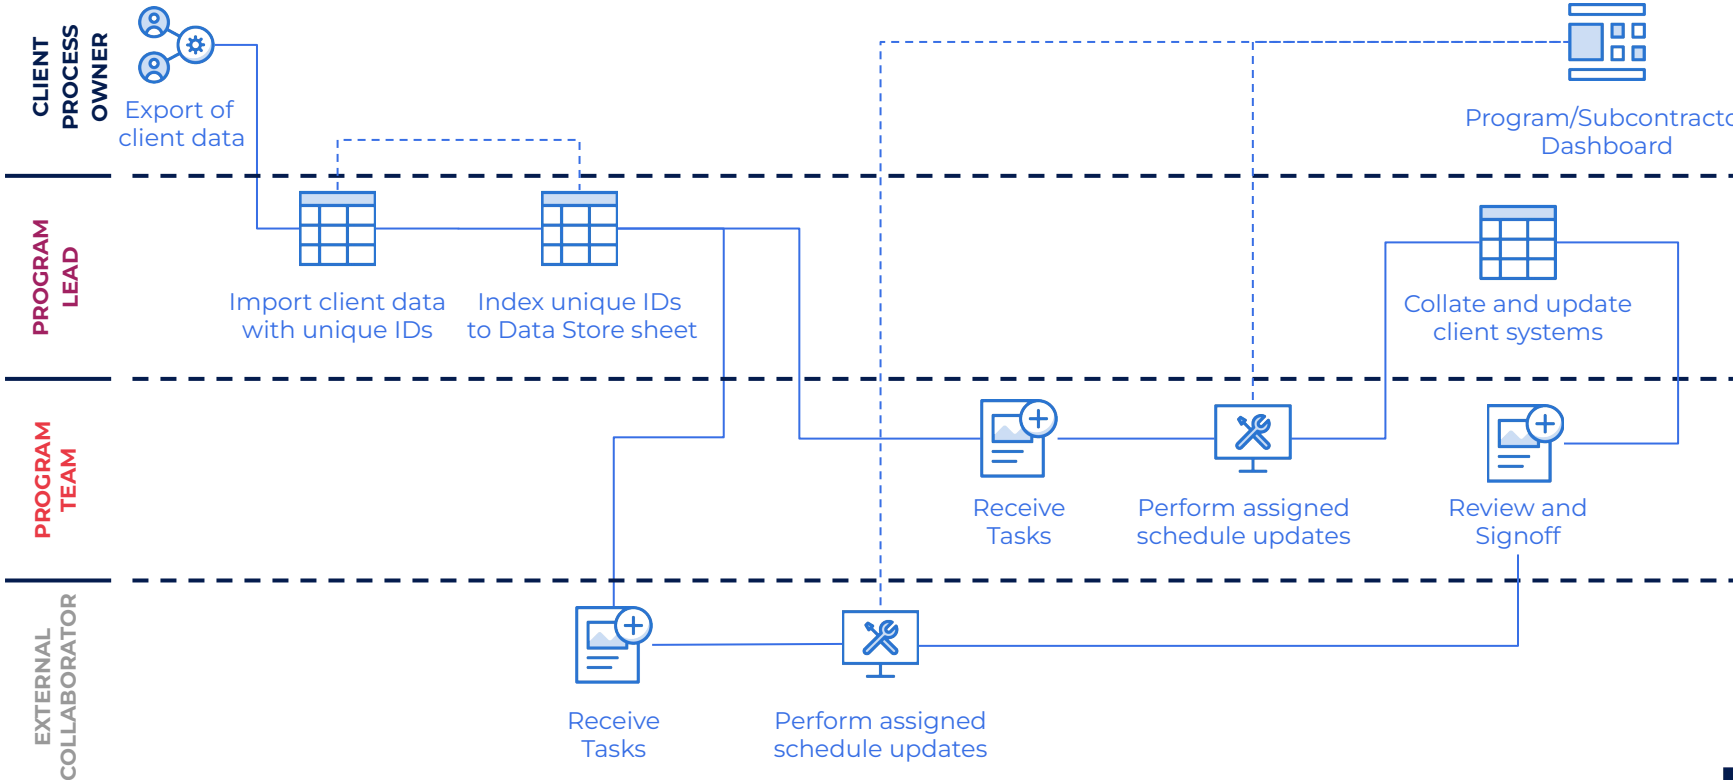 CLIENT
PROCESS
OWNER
Export of
client data
Program/Subcontracto
Dashboard
PROGRAM
LEAD
Import client data
with unique IDs
Index unique IDs
to Data Store sheet
Collate and update
client systems
PROGRAM
TEAM
Receive
Tasks
Perform assigned
schedule updates
Review and
Signoff
EXTERNAL
COLLABORATOR
Receive
Tasks
Perform assigned
schedule updates